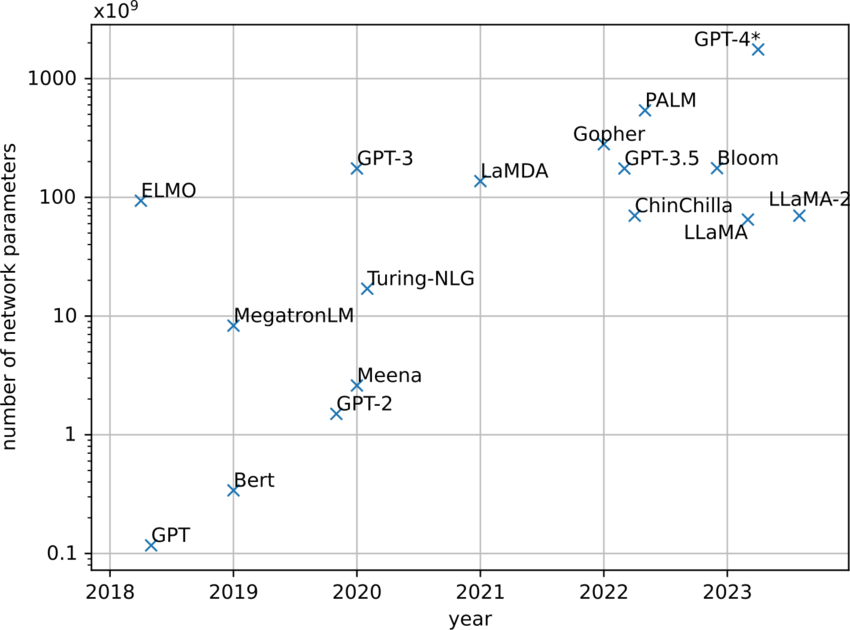 x10⁹
GPT-4*
1000
PALM
Gopher
GPT-3
GPT-3.5
Bloom
LaMDA
ELMO
100
ChinChilla
LLaMA-2
LLaMA
number of network parameters
Turing-NLG
MegatronLM
10
Meena
GPT-2
1
Bert
GPT
0.1
2018 2019 2020 2021 2022 2023
year